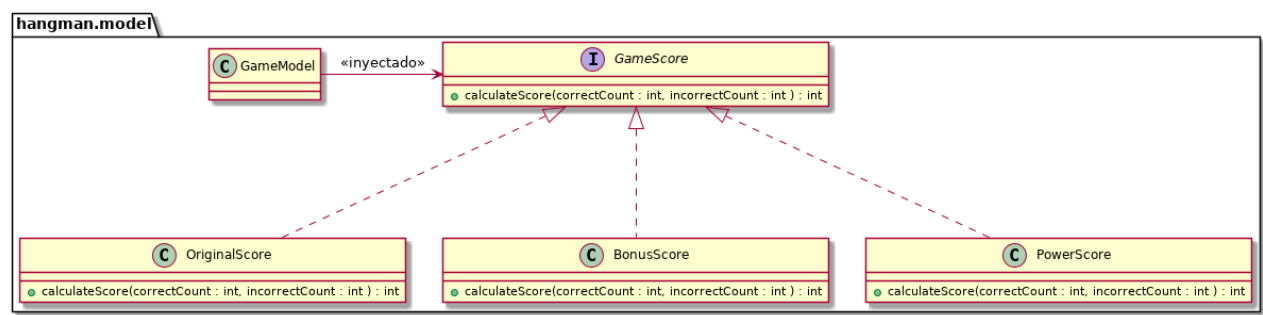 hangman.model
C GameModel
«inyectado»
I GameScore
calculateScore(correctCount : int, incorrectCount : int ) : int
C OriginalScore
calculateScore(correctCount : int, incorrectCount : int ) : int
C BonusScore
calculateScore(correctCount : int, incorrectCount : int ) : int
C PowerScore
calculateScore(correctCount : int, incorrectCount : int ) : int